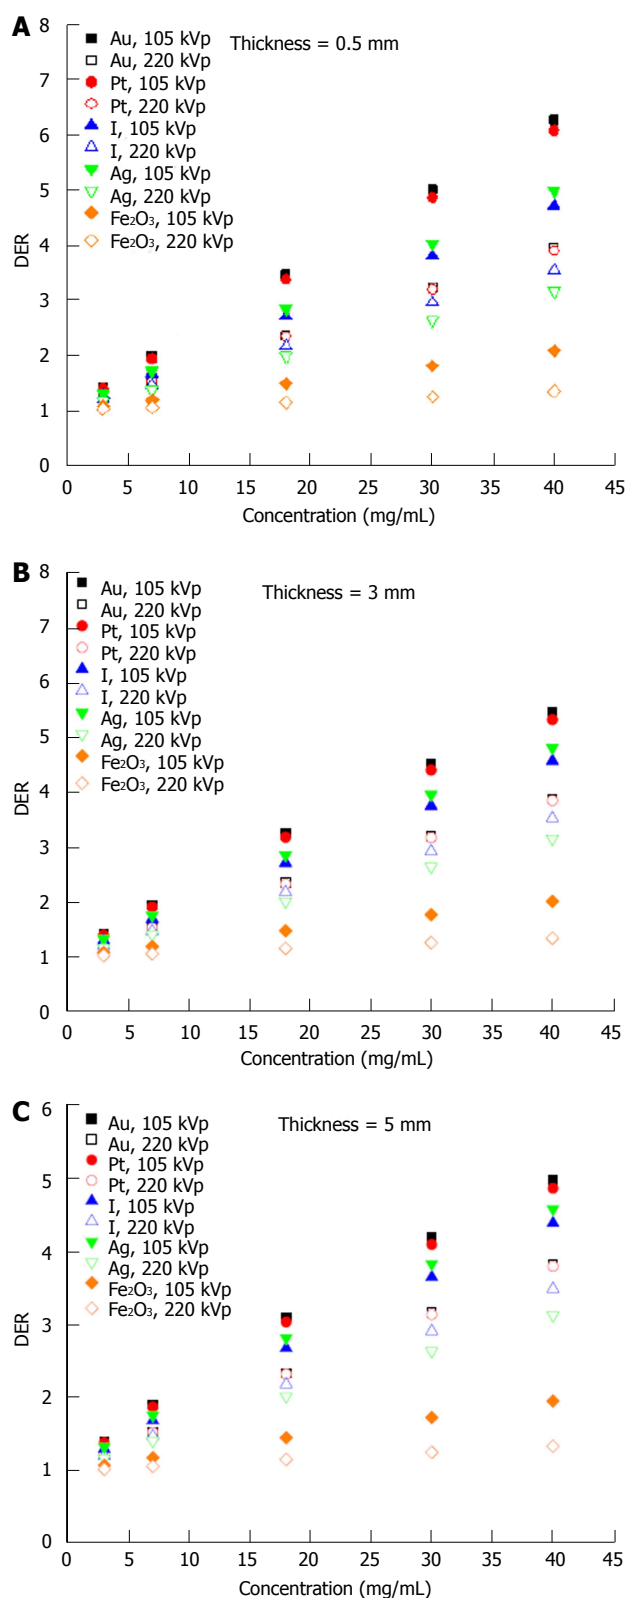 A
Thickness = 0.5 mm
Au, 105 kVp
Au, 220 kVp
Pt, 105 kVp
Pt, 220 kVp
I, 105 kVp
I, 220 kVp
Ag, 105 kVp
Ag, 220 kVp
Fe₂O₃, 105 kVp
Fe₂O₃, 220 kVp
DER
8
7
6
5
4
3
2
1
0
0 5 10 15 20 25 30 35 40 45
Concentration (mg/mL)
B
Thickness = 3 mm
Au, 105 kVp
Au, 220 kVp
Pt, 105 kVp
Pt, 220 kVp
I, 105 kVp
I, 220 kVp
Ag, 105 kVp
Ag, 220 kVp
Fe₂O₃, 105 kVp
Fe₂O₃, 220 kVp
DER
8
7
6
5
4
3
2
1
0
0 5 10 15 20 25 30 35 40 45
Concentration (mg/mL)
C
Thickness = 5 mm
Au, 105 kVp
Au, 220 kVp
Pt, 105 kVp
Pt, 220 kVp
I, 105 kVp
I, 220 kVp
Ag, 105 kVp
Ag, 220 kVp
Fe₂O₃, 105 kVp
Fe₂O₃, 220 kVp
DER
6
5
4
3
2
1
0
0 5 10 15 20 25 30 35 40 45
Concentration (mg/mL)